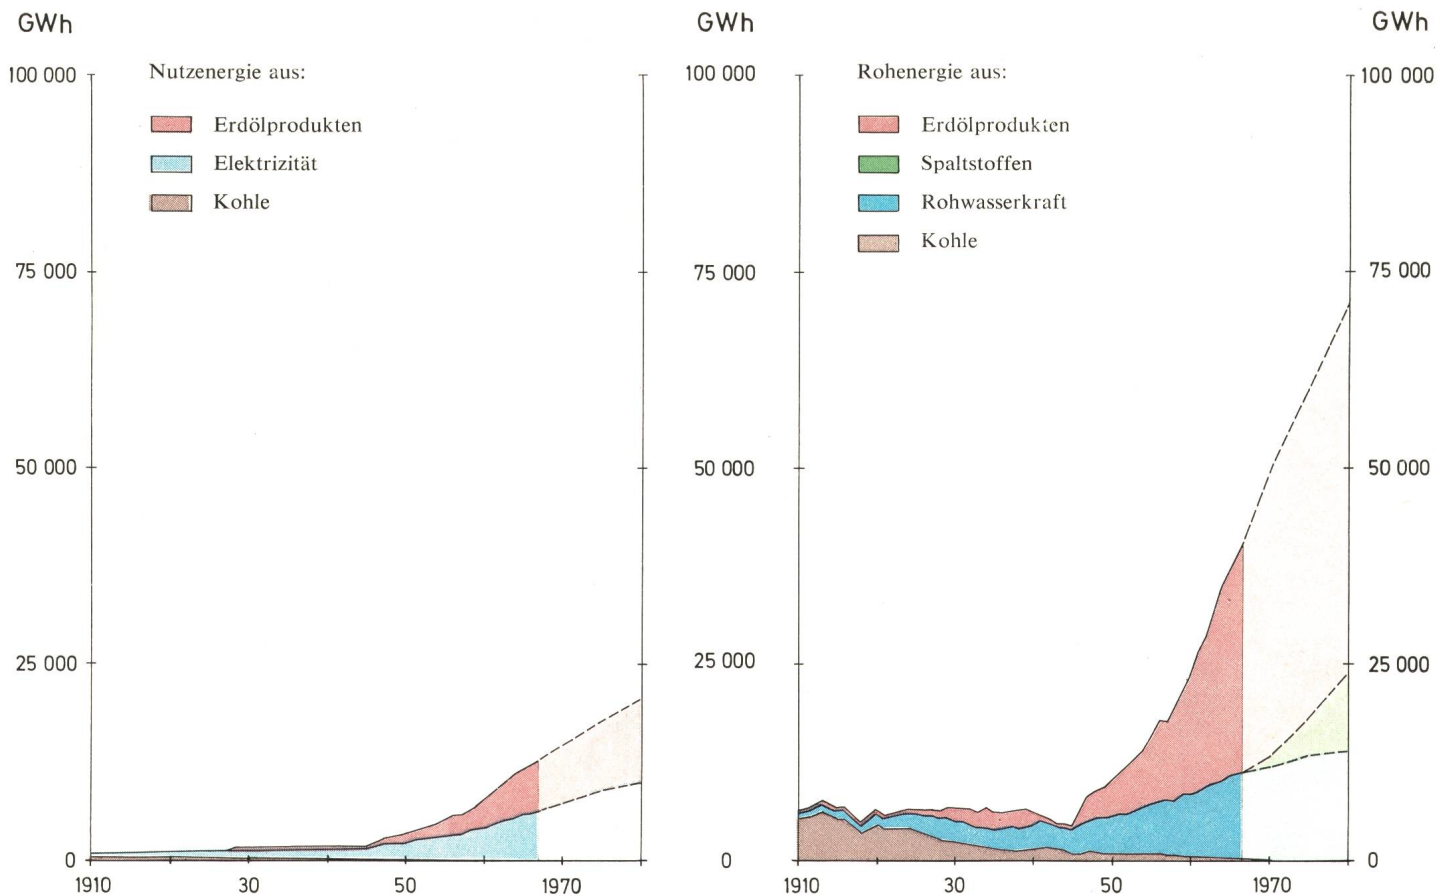 GWh
100 000
75 000
50 000
25 000
0
Nutzenergie aus:
Erdölprodukten
Elektrizität
Kohle
1910
30
50
1970
GWh
100 000
75 000
50 000
25 000
0
Rohenergie aus:
Erdölprodukten
Spaltstoffen
Rohwasserkraft
Kohle
1910
30
50
1970
GWh
100 000
75 000
50 000
25 000
0